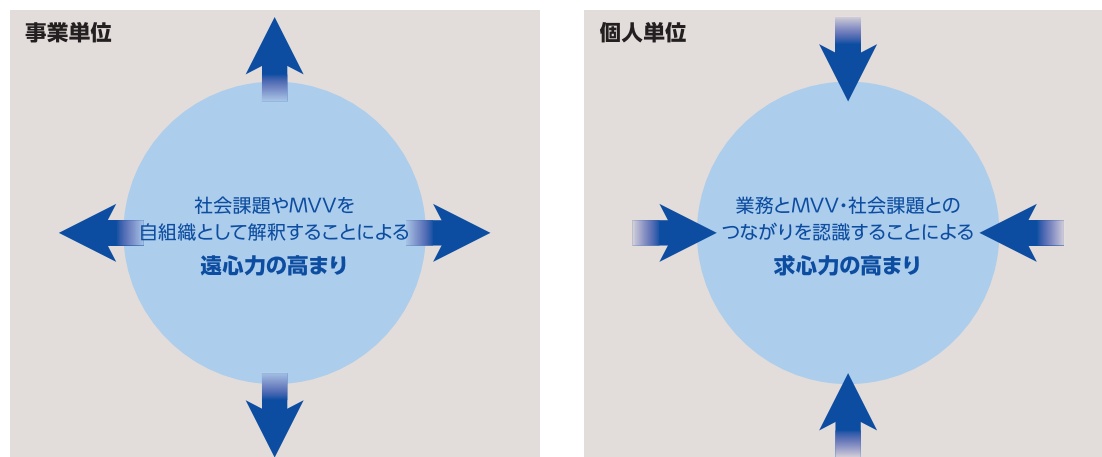 事業単位
社会課題やMVVを
自組織として解釈することによる
遠心力の高まり
個人単位
業務とMVV・社会課題との
つながりを認識することによる
求心力の高まり